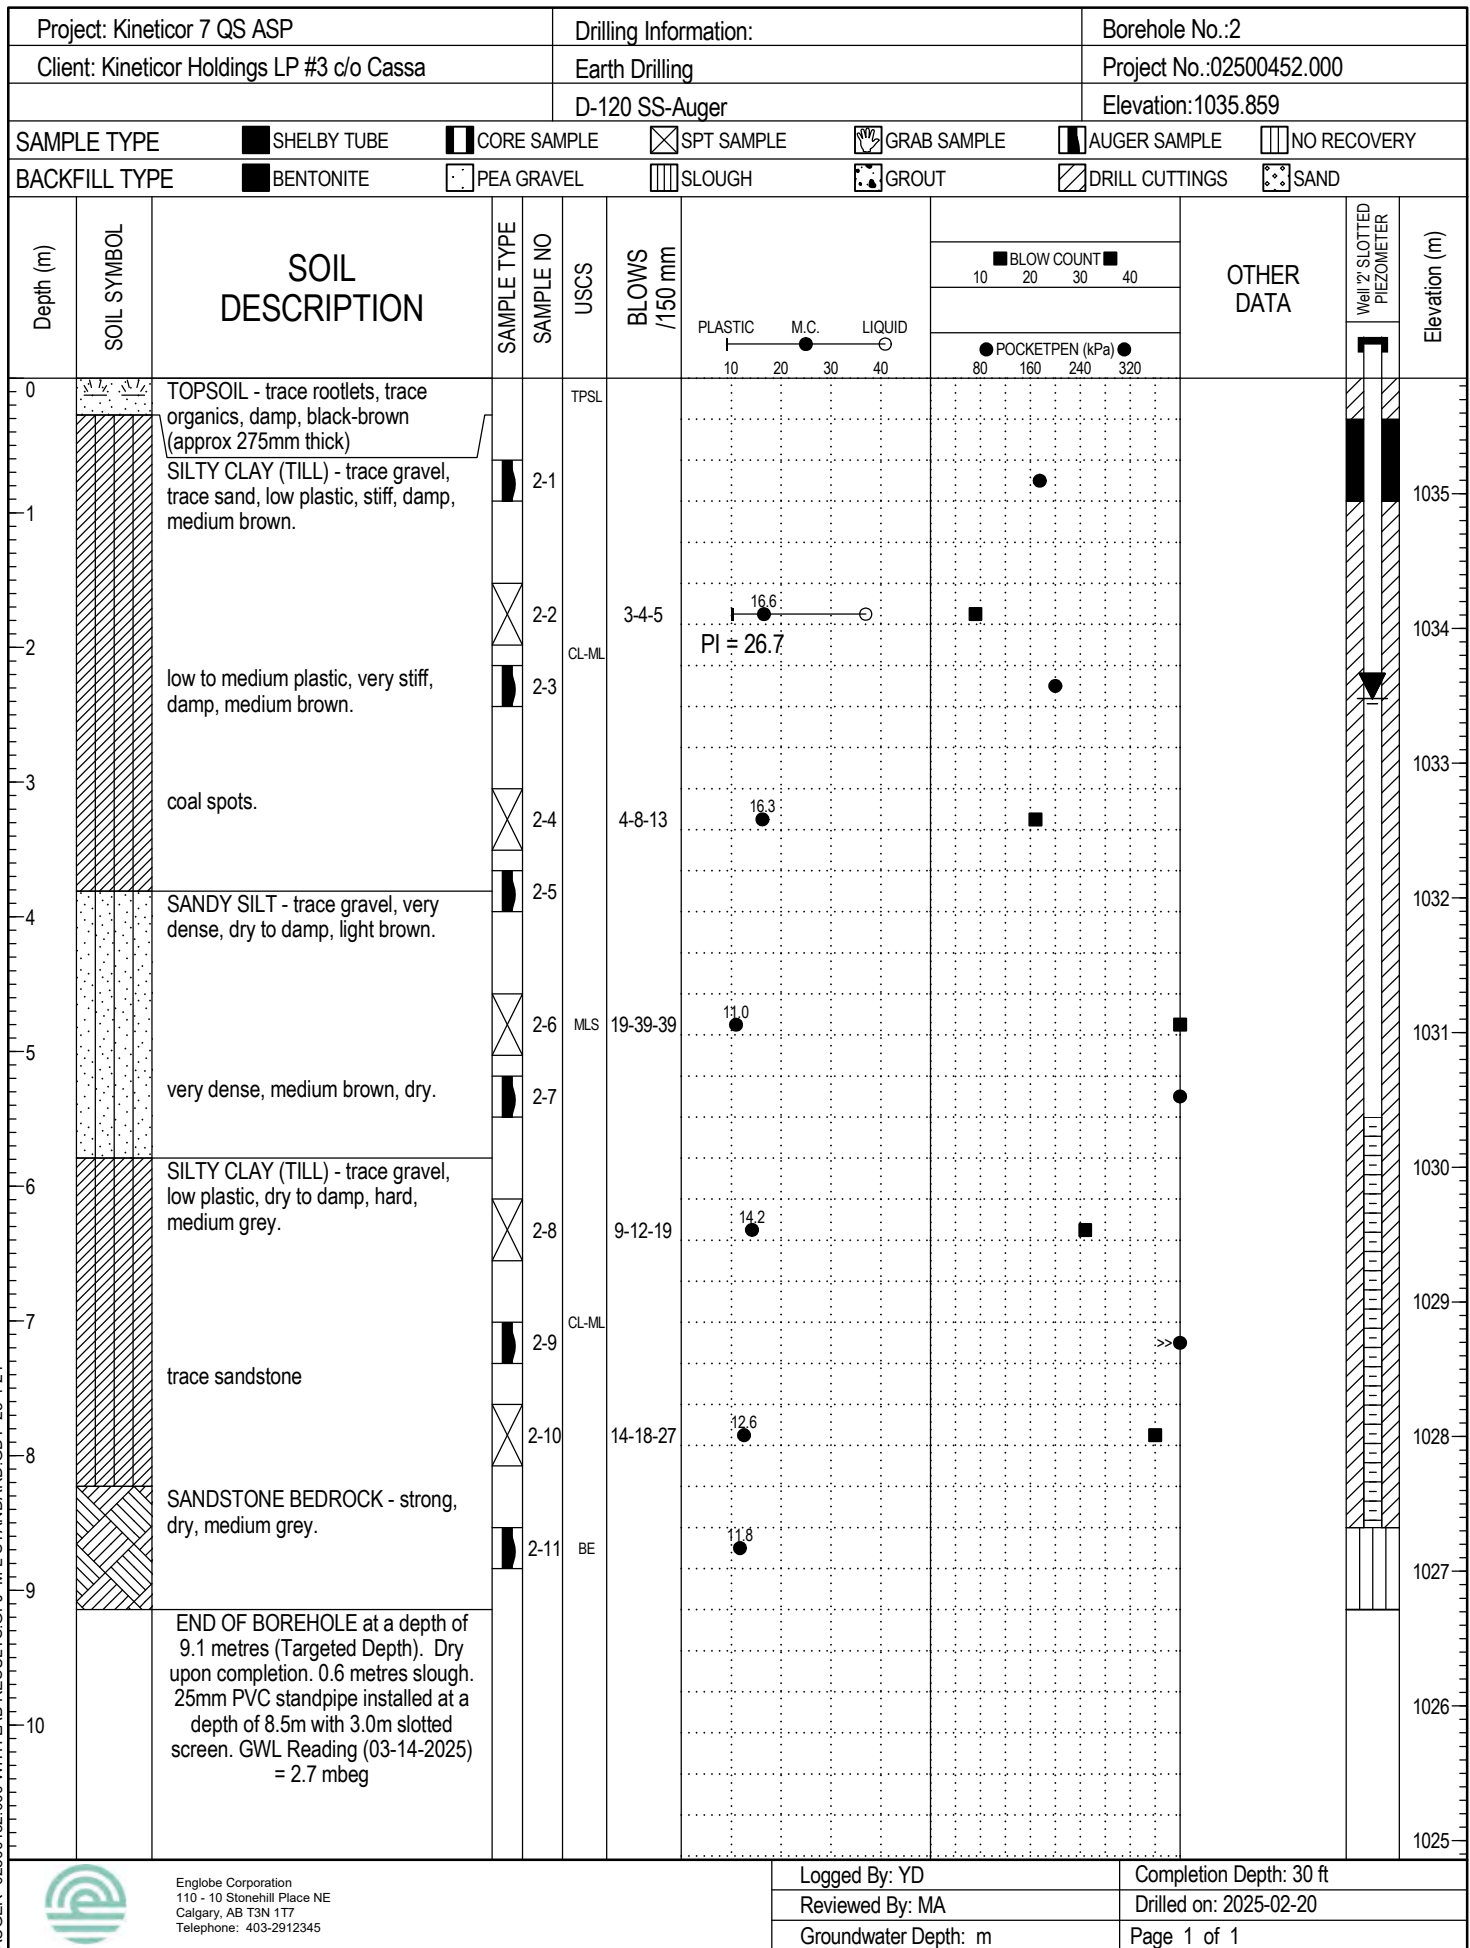 Project: Kineticor 7 QS ASP
Drilling Information:
Borehole No.:2
Client: Kineticor Holdings LP #3 c/o Cassa
Earth Drilling
Project No.:02500452.000
D-120 SS-Auger
Elevation:1035.859
SAMPLE TYPE SHELBY TUBE CORE SAMPLE SPT SAMPLE GRAB SAMPLE AUGER SAMPLE NO RECOVERY
BACKFILL TYPE BENTONITE PEA GRAVEL SLOUGH GROUT DRILL CUTTINGS SAND
Depth (m)
SOIL SYMBOL
SOIL
DESCRIPTION
SAMPLE TYPE
SAMPLE NO
USCS
BLOWS
/150 mm
PLASTIC M.C. LIQUID
10 20 30 40
BLOW COUNT
10 20 30 40
POCKETPEN (kPa)
80 160 240 320
OTHER
DATA
Well '2' SLOTTED
PIEZOMETER
Elevation (m)
0
TOPSOIL - trace rootlets, trace
organics, damp, black-brown
(approx 275mm thick)
TPSL
SILTY CLAY (TILL) - trace gravel,
trace sand, low plastic, stiff, damp,
medium brown.
2-1
1035
1
2-2
3-4-5
16.6
PI = 26.7
1034
2
CL-ML
low to medium plastic, very stiff,
damp, medium brown.
2-3
1033
3
coal spots.
2-4
4-8-13
16.3
2-5
1032
SANDY SILT - trace gravel, very
dense, dry to damp, light brown.
4
2-6
MLS
19-39-39
11.0
1031
5
very dense, medium brown, dry.
2-7
SILTY CLAY (TILL) - trace gravel,
low plastic, dry to damp, hard,
medium grey.
1030
6
2-8
9-12-19
14.2
1029
7
CL-ML
2-9
>>
trace sandstone
2-10
14-18-27
12.6
1028
8
SANDSTONE BEDROCK - strong,
dry, medium grey.
2-11
BE
11.8
1027
9
END OF BOREHOLE at a depth of
9.1 metres (Targeted Depth). Dry
upon completion. 0.6 metres slough.
25mm PVC standpipe installed at a
depth of 8.5m with 3.0m slotted
screen. GWL Reading (03-14-2025)
= 2.7 mbeg
1026
10
1025
Englobe Corporation
110 - 10 Stonehill Place NE
Calgary, AB T3N 1T7
Telephone: 403-2912345
Logged By: YD
Completion Depth: 30 ft
Reviewed By: MA
Drilled on: 2025-02-20
Groundwater Depth: m
Page 1 of 1